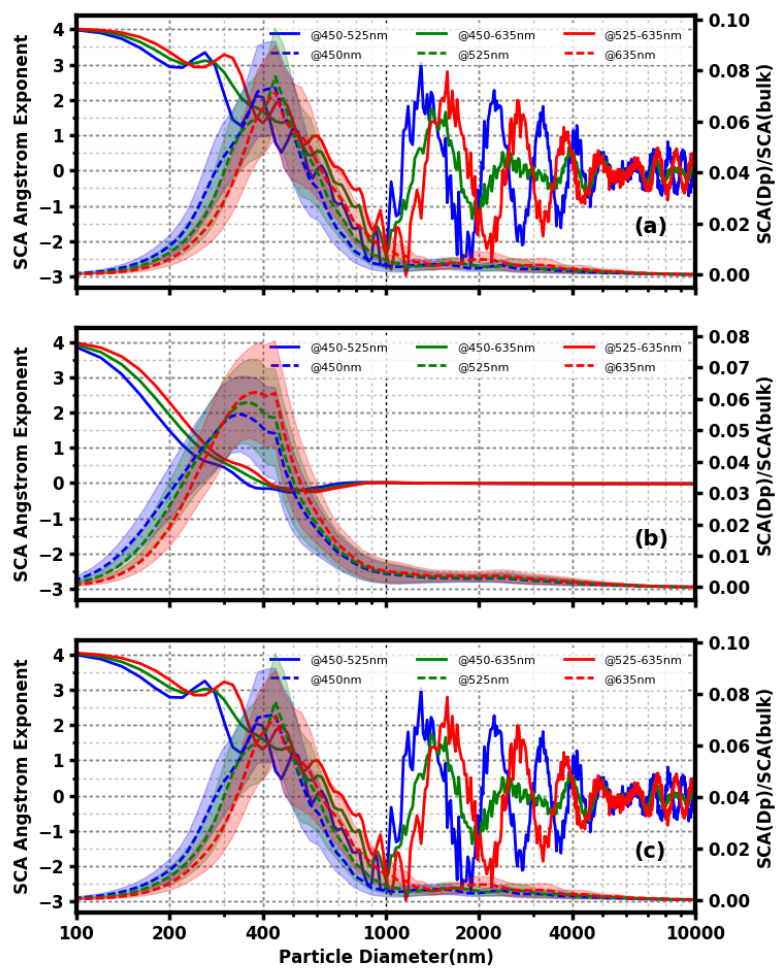 @450-525nm @450-635nm @525-635nm
@450nm @525nm @635nm
4
3
2
1
0
−1
−2
−3
SCA Angstrom Exponent
0.10
0.08
0.06
0.04
0.02
0.00
SCA(Dp)/SCA(bulk)
(a)
@450-525nm @450-635nm @525-635nm
@450nm @525nm @635nm
4
3
2
1
0
−1
−2
−3
SCA Angstrom Exponent
0.08
0.07
0.06
0.05
0.04
0.03
0.02
0.01
0.00
SCA(Dp)/SCA(bulk)
(b)
@450-525nm @450-635nm @525-635nm
@450nm @525nm @635nm
4
3
2
1
0
−1
−2
−3
SCA Angstrom Exponent
0.10
0.08
0.06
0.04
0.02
0.00
SCA(Dp)/SCA(bulk)
(c)
100 200 400 1000 2000 4000 10000
Particle Diameter(nm)